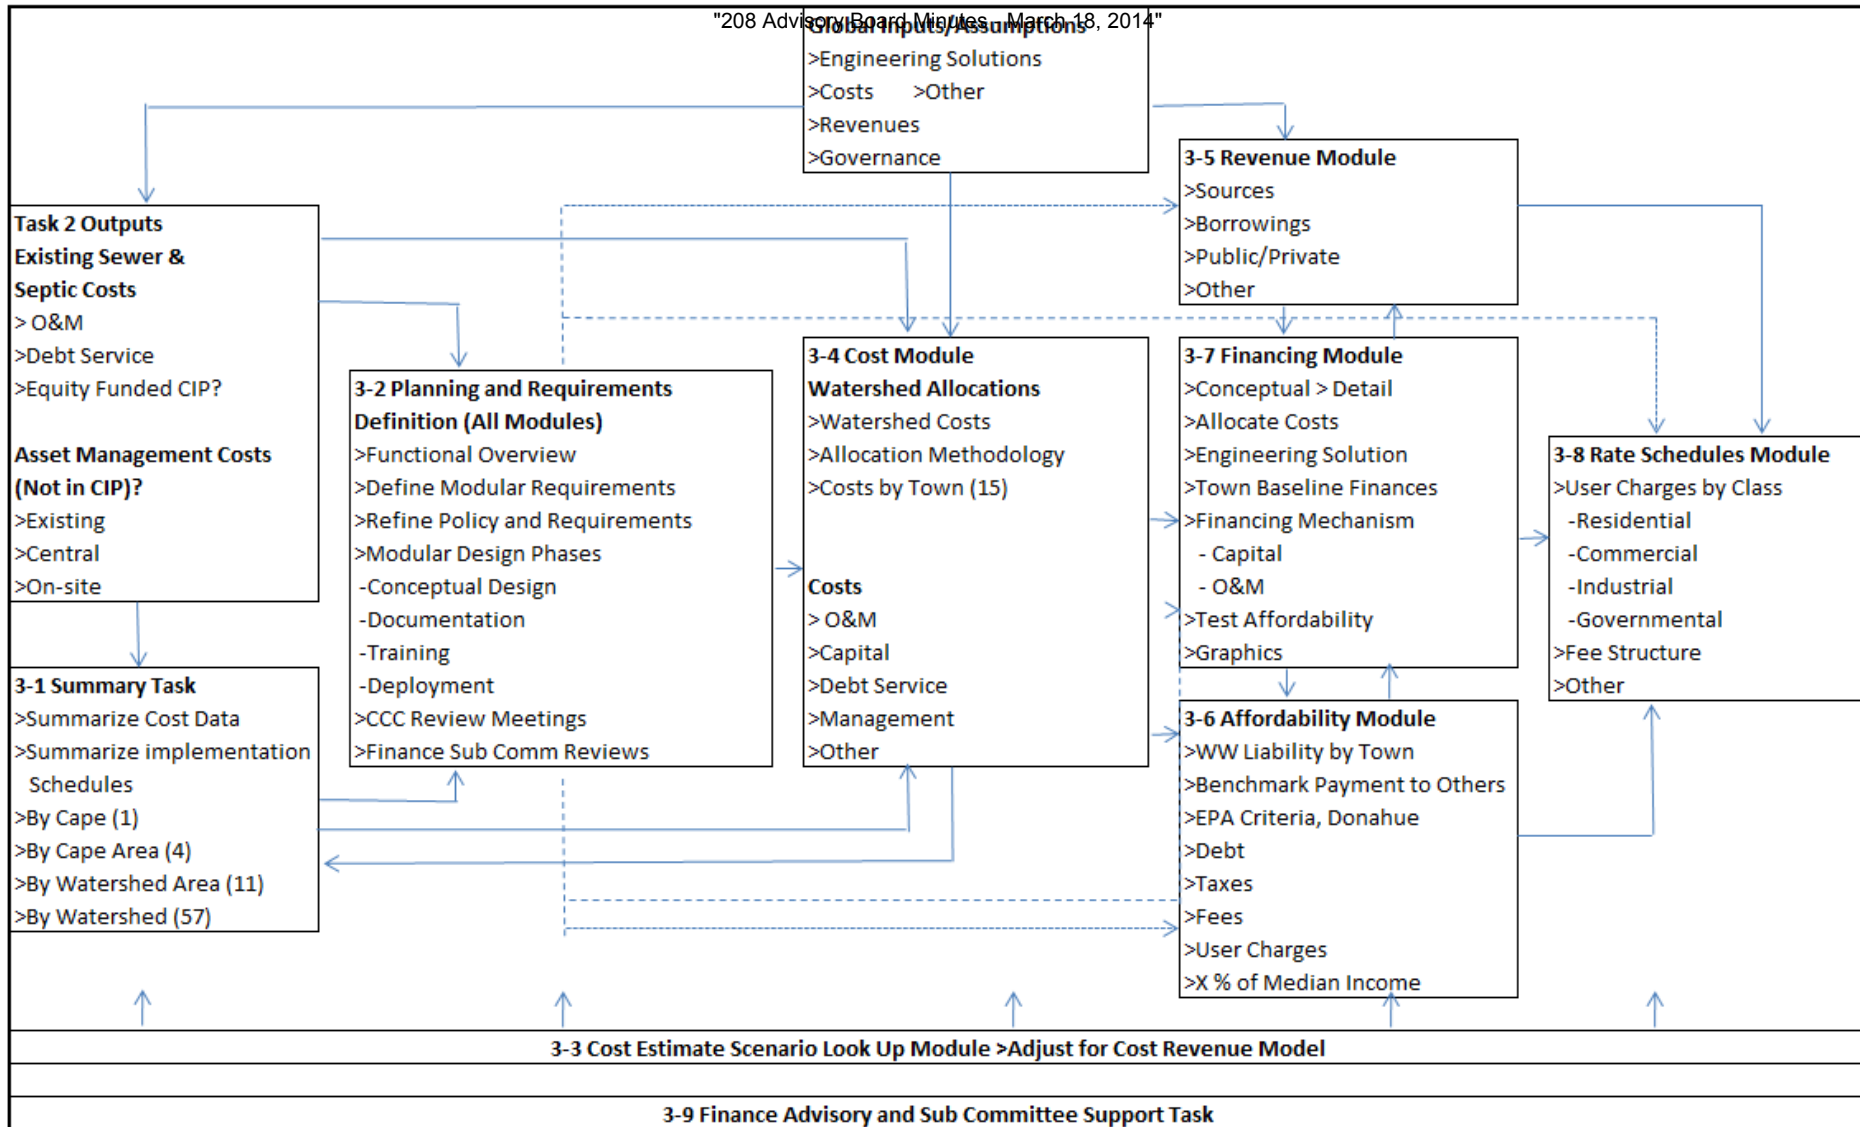 "208 Advisory Board Minutes - March 18, 2014"
Global Inputs/Assumptions
>Engineering Solutions
>Costs >Other
>Revenues
>Governance
Task 2 Outputs
Existing Sewer &
Septic Costs
> O&M
>Debt Service
>Equity Funded CIP?
Asset Management Costs
(Not in CIP)?
>Existing
>Central
>On-site
3-1 Summary Task
>Summarize Cost Data
>Summarize implementation
Schedules
>By Cape (1)
>By Cape Area (4)
>By Watershed Area (11)
>By Watershed (57)
3-2 Planning and Requirements
Definition (All Modules)
>Functional Overview
>Define Modular Requirements
>Refine Policy and Requirements
>Modular Design Phases
-Conceptual Design
-Documentation
-Training
-Deployment
>CCC Review Meetings
>Finance Sub Comm Reviews
3-4 Cost Module
Watershed Allocations
>Watershed Costs
>Allocation Methodology
>Costs by Town (15)
Costs
> O&M
>Capital
>Debt Service
>Management
>Other
3-5 Revenue Module
>Sources
>Borrowings
>Public/Private
>Other
3-7 Financing Module
>Conceptual > Detail
>Allocate Costs
>Engineering Solution
>Town Baseline Finances
>Financing Mechanism
- Capital
- O&M
>Test Affordability
>Graphics
3-6 Affordability Module
>WW Liability by Town
>Benchmark Payment to Others
>EPA Criteria, Donahue
>Debt
>Taxes
>Fees
>User Charges
>X % of Median Income
3-8 Rate Schedules Module
>User Charges by Class
-Residential
-Commercial
-Industrial
-Governmental
>Fee Structure
>Other
3-3 Cost Estimate Scenario Look Up Module >Adjust for Cost Revenue Model
3-9 Finance Advisory and Sub Committee Support Task